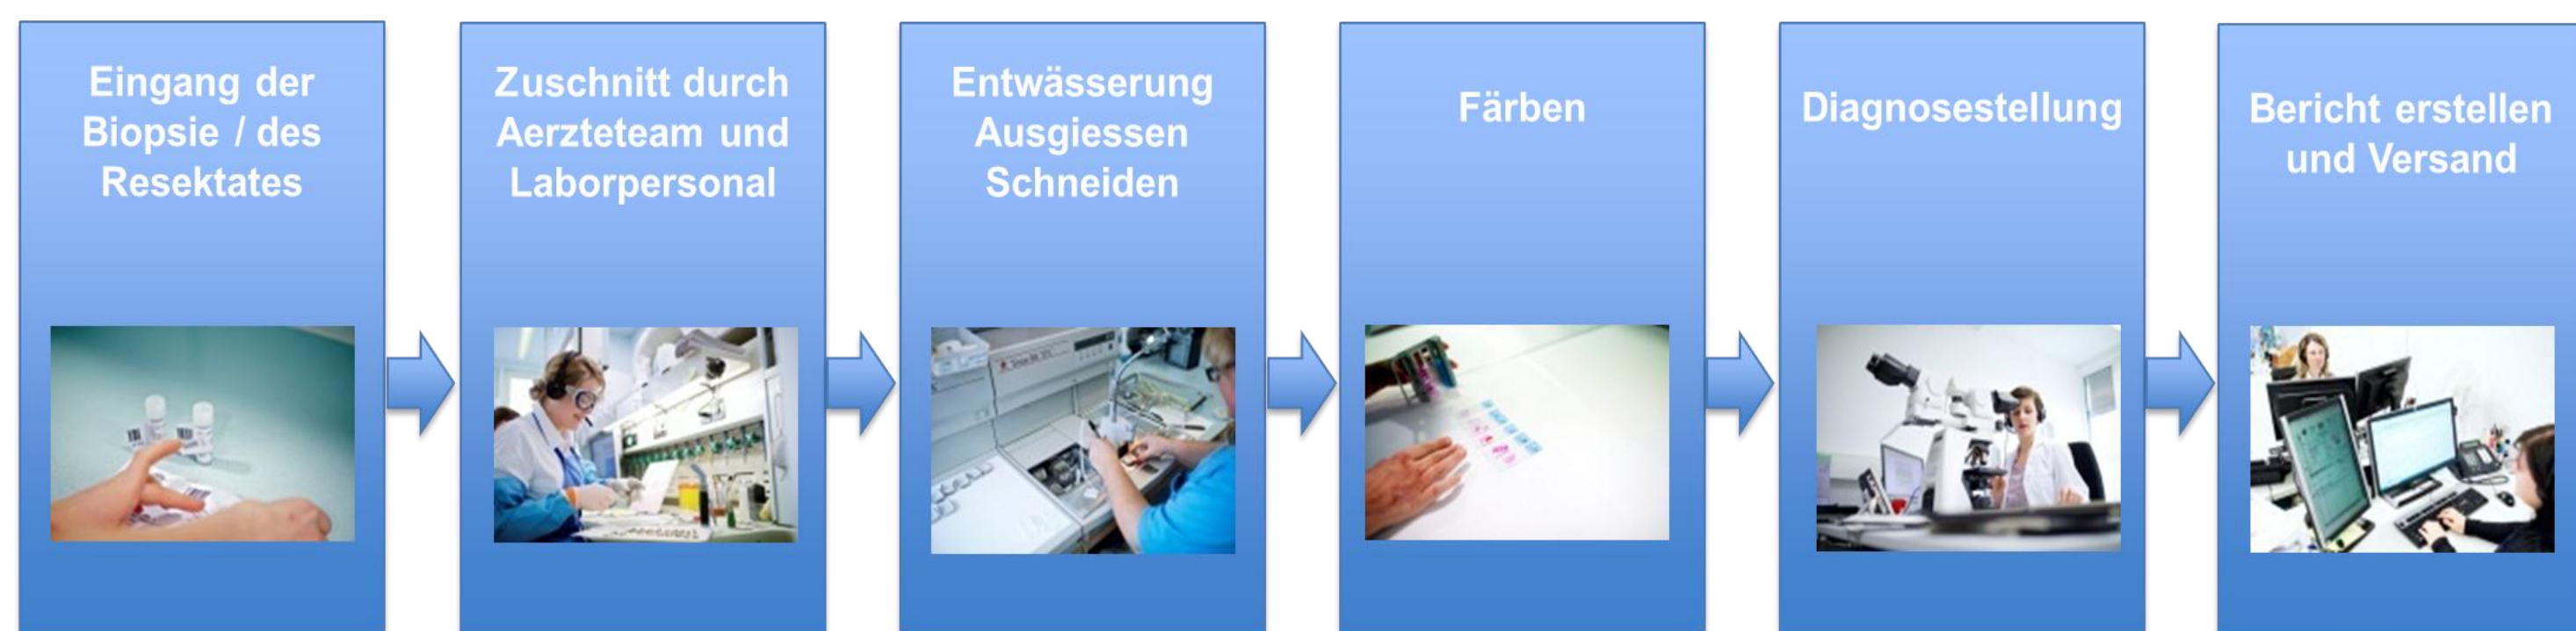 Eingang der
Biopsie / des
Resektates
Zuschnitt durch
Aerzteteam und
Laborpersonal
Entwässerung
Ausgiessen
Schneiden
Färben
Diagnosestellung
Bericht erstellen
und Versand